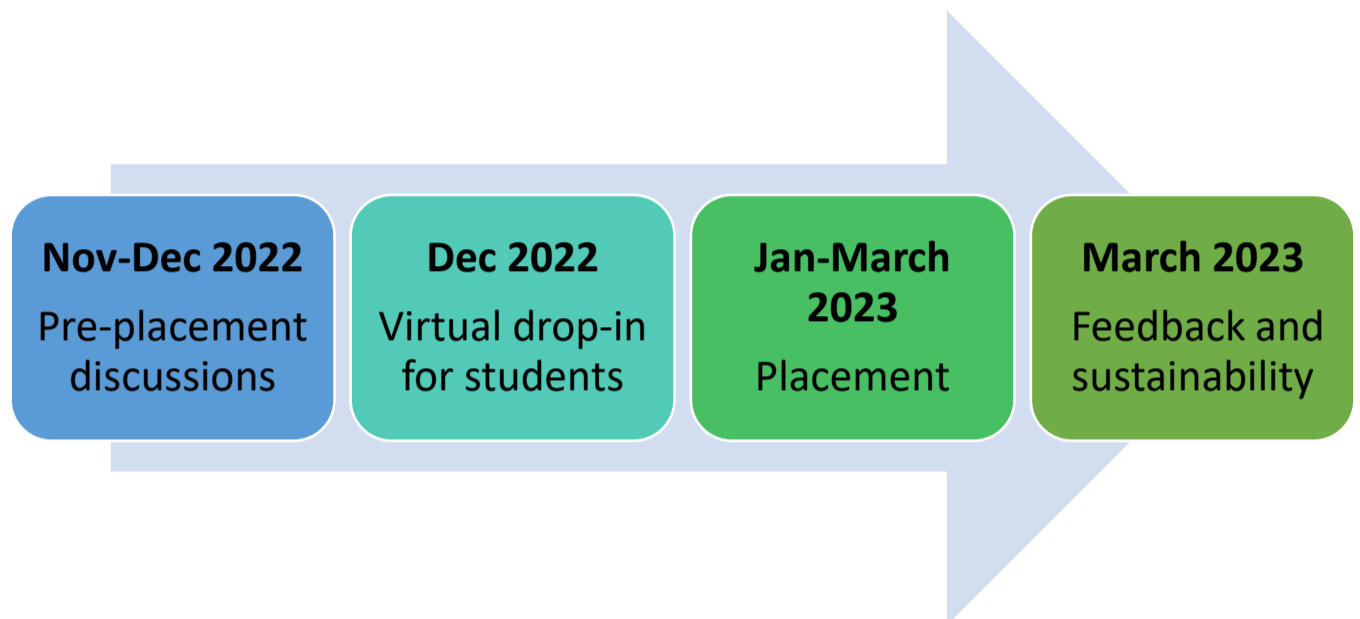 Nov-Dec 2022
Pre-placement
discussions
Dec 2022
Virtual drop-in
for students
Jan-March
2023
Placement
March 2023
Feedback and
sustainability